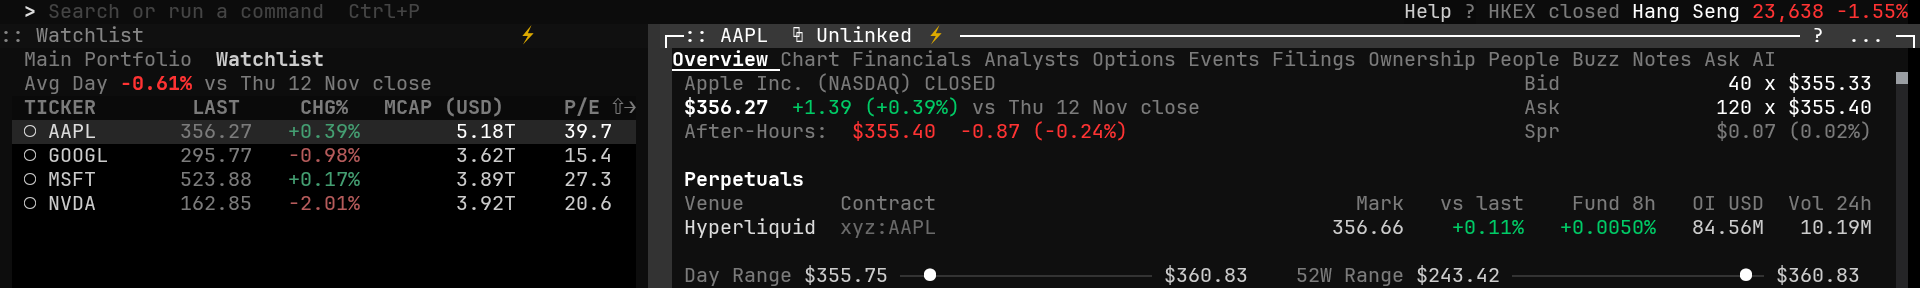 > Search or run a command Ctrl+P Help ? HKEX closed Hang Seng 23,638 -1.55%
:: Watchlist ⚡
Main Portfolio Watchlist
Avg Day -0.61% vs Thu 12 Nov close
TICKER LAST CHG% MCAP (USD) P/E ⇧→
○ AAPL 356.27 +0.39% 5.18T 39.7
○ GOOGL 295.77 -0.98% 3.62T 15.4
○ MSFT 523.88 +0.17% 3.89T 27.3
○ NVDA 162.85 -2.01% 3.92T 20.6
:: AAPL Unlinked ⚡ ? ...
Overview Chart Financials Analysts Options Events Filings Ownership People Buzz Notes Ask AI
Apple Inc. (NASDAQ) CLOSED Bid 40 x $355.33
$356.27 +1.39 (+0.39%) vs Thu 12 Nov close Ask 120 x $355.40
After-Hours: $355.40 -0.87 (-0.24%) Spr $0.07 (0.02%)
Perpetuals
Venue Contract Mark vs last Fund 8h OI USD Vol 24h
Hyperliquid xyz:AAPL 356.66 +0.11% +0.0050% 84.56M 10.19M
Day Range $355.75 $360.83 52W Range $243.42 $360.83